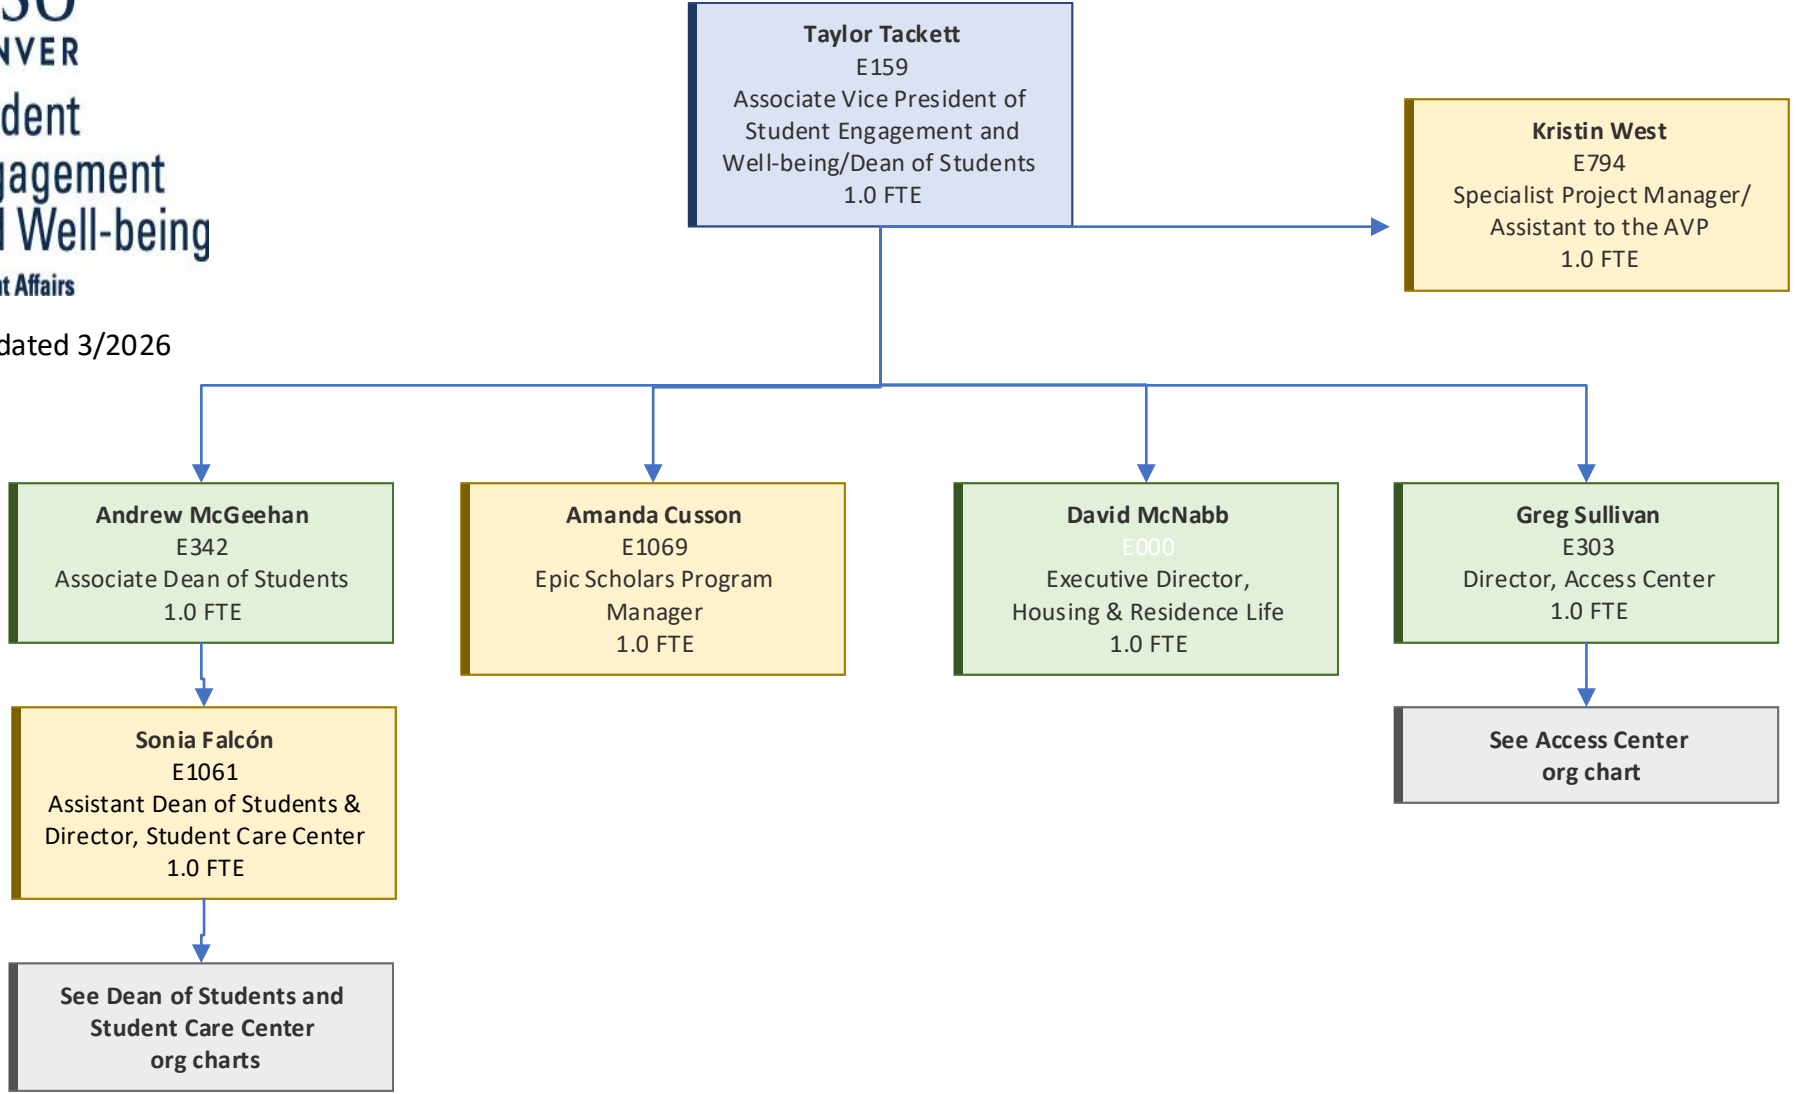 SO
NVER
dent
gagement
Well-being
t Affairs
dated 3/2026
Taylor Tackett
E159
Associate Vice President of
Student Engagement and
Well-being/Dean of Students
1.0 FTE
Kristin West
E794
Specialist Project Manager/
Assistant to the AVP
1.0 FTE
Andrew McGeehan
E342
Associate Dean of Students
1.0 FTE
Amanda Cusson
E1069
Epic Scholars Program
Manager
1.0 FTE
David McNabb
E000
Executive Director,
Housing & Residence Life
1.0 FTE
Greg Sullivan
E303
Director, Access Center
1.0 FTE
Sonia Falcón
E1061
Assistant Dean of Students &
Director, Student Care Center
1.0 FTE
See Access Center
org chart
See Dean of Students and
Student Care Center
org charts